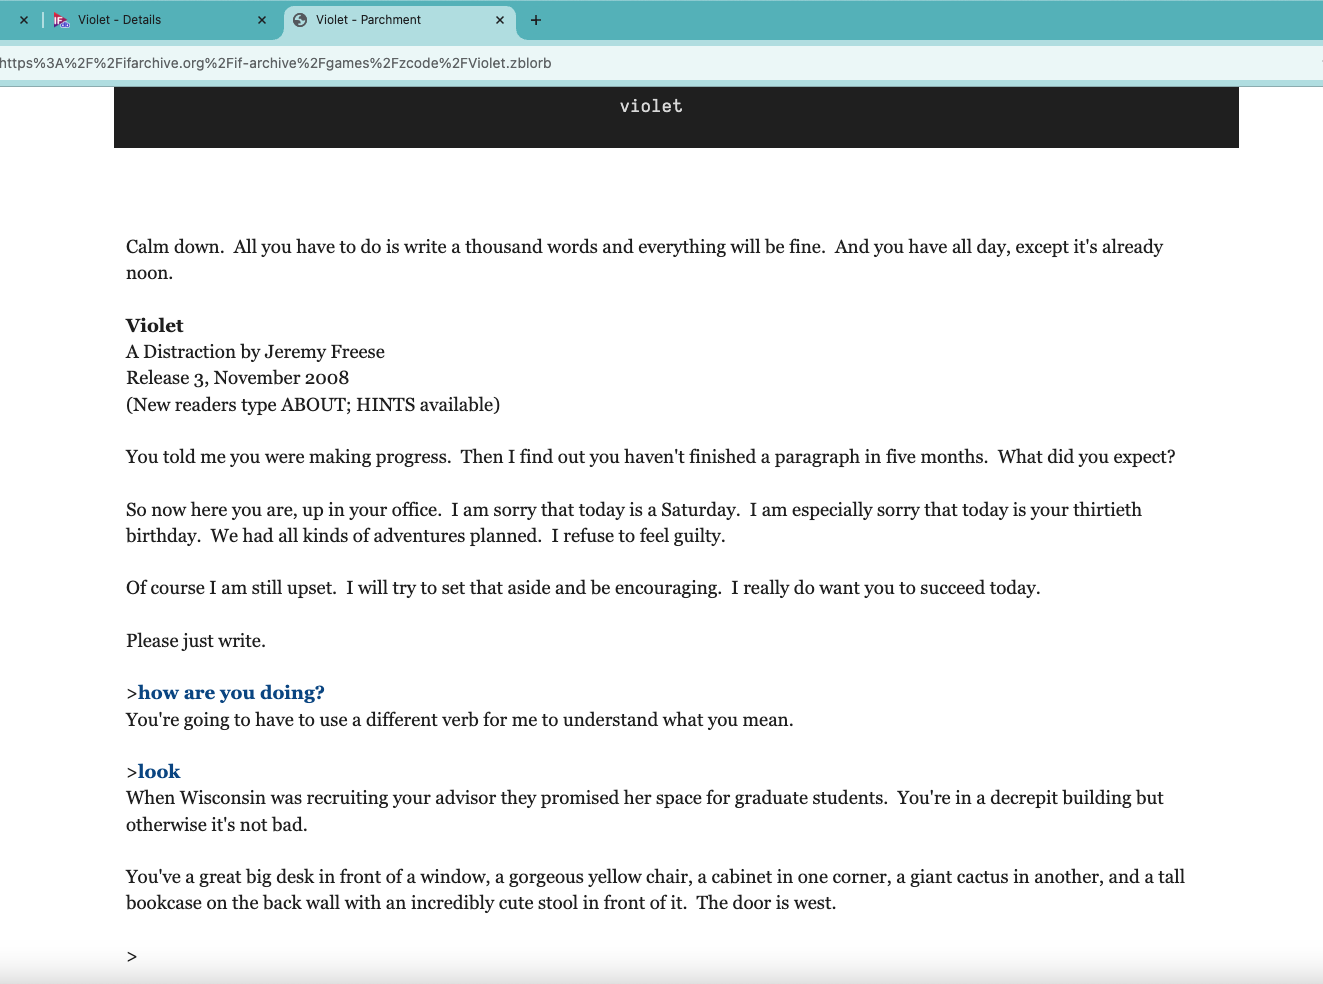 Violet - Details
Violet - Parchment
https%3A%2F%2Fifarchive.org%2Fif-archive%2Fgames%2Fzcode%2FViolet.zblorb
violet
Calm down.  All you have to do is write a thousand words and everything will be fine.  And you have all day, except it's already
noon.
Violet
A Distraction by Jeremy Freese
Release 3, November 2008
(New readers type ABOUT; HINTS available)
You told me you were making progress.  Then I find out you haven't finished a paragraph in five months.  What did you expect?
So now here you are, up in your office.  I am sorry that today is a Saturday.  I am especially sorry that today is your thirtieth
birthday.  We had all kinds of adventures planned.  I refuse to feel guilty.
Of course I am still upset.  I will try to set that aside and be encouraging.  I really do want you to succeed today.
Please just write.
>how are you doing?
You're going to have to use a different verb for me to understand what you mean.
>look
When Wisconsin was recruiting your advisor they promised her space for graduate students.  You're in a decrepit building but
otherwise it's not bad.
You've a great big desk in front of a window, a gorgeous yellow chair, a cabinet in one corner, a giant cactus in another, and a tall
bookcase on the back wall with an incredibly cute stool in front of it.  The door is west.
>